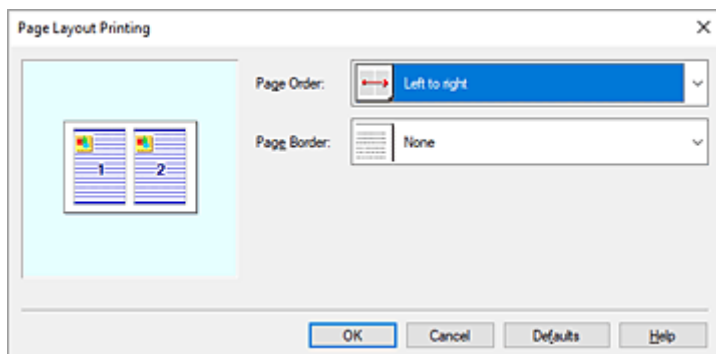 Page Layout Printing
Page Order:
Left to right
1
2
Page Border:
None
OK
Cancel
Defaults
Help